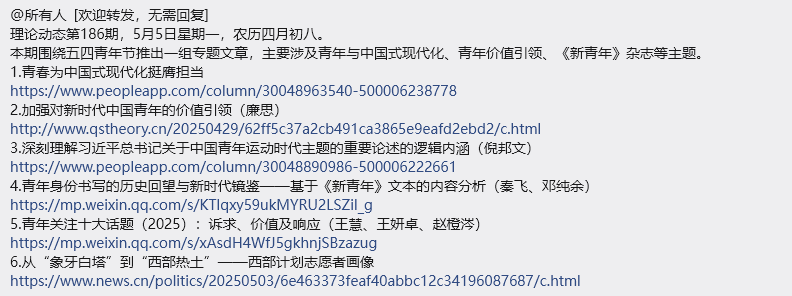 @所有人 [欢迎转发，无需回复]
理论动态第186期，5月5日星期一，农历四月初八。
本期围绕五四青年节推出一组专题文章，主要涉及青年与中国式现代化、青年价值引领、《新青年》杂志等主题。
1.青春为中国式现代化挺膺担当
https://www.peopleapp.com/column/30048963540-500006238778
2.加强对新时代中国青年的价值引领（廉思）
http://www.qstheory.cn/20250429/62ff5c37a2cb491ca3865e9eafd2ebd2/c.html
3.深刻理解习近平总书记关于中国青年运动时代主题的重要论述的逻辑内涵（倪邦文）
https://www.peopleapp.com/column/30048890986-500006222661
4.青年身份书写的历史回望与新时代镜鉴——基于《新青年》文本的内容分析（秦飞、邓纯余）
https://mp.weixin.qq.com/s/KTIqxy59ukMYRU2LSZiI_g
5.青年关注十大话题（2025）：诉求、价值及响应（王慧、王妍卓、赵橙涔）
https://mp.weixin.qq.com/s/xAsdH4WfJ5gkhnjSBzazug
6.从“象牙白塔”到“西部热土”——西部计划志愿者画像
https://www.news.cn/politics/20250503/6e463373feaf40abbc12c34196087687/c.html